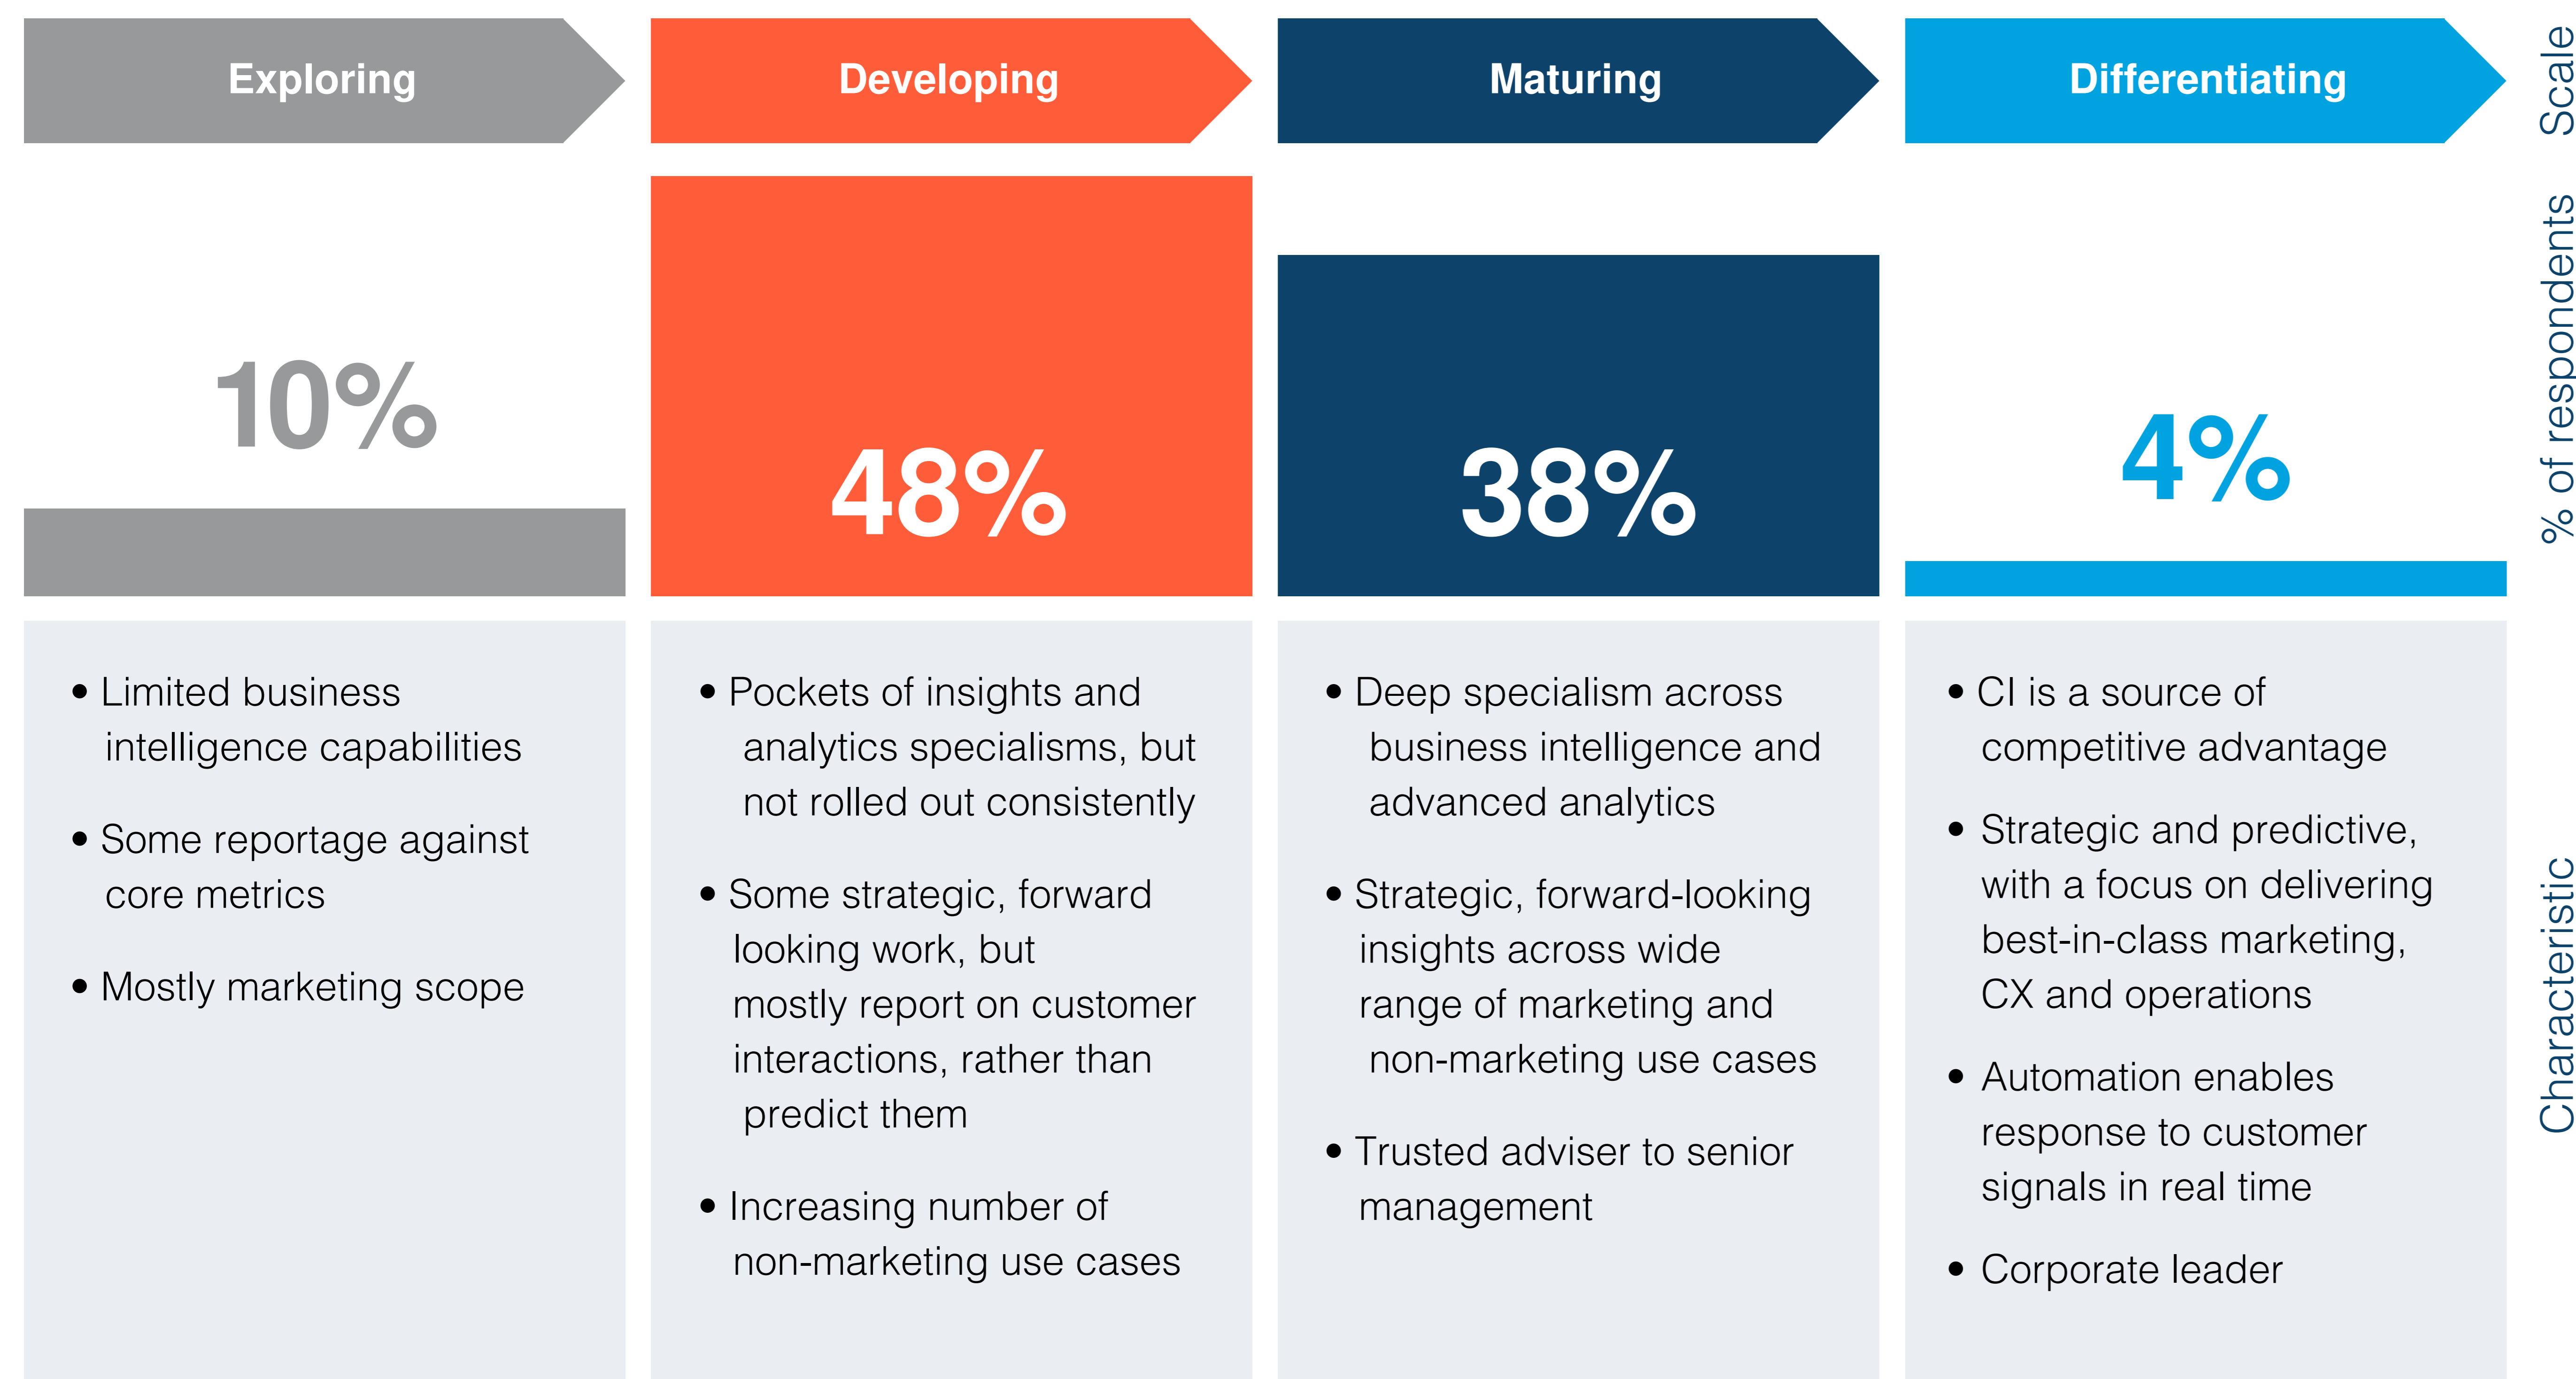 Exploring
Developing
Maturing
Differentiating
Scale
10%
48%
38%
4%
% of respondents
• Limited business
intelligence capabilities
• Some reportage against
core metrics
• Mostly marketing scope
• Pockets of insights and
analytics specialisms, but
not rolled out consistently
• Some strategic, forward
looking work, but
mostly report on customer
interactions, rather than
predict them
• Increasing number of
non-marketing use cases
• Deep specialism across
business intelligence and
advanced analytics
• Strategic, forward-looking
insights across wide
range of marketing and
non-marketing use cases
• Trusted adviser to senior
management
• CI is a source of
competitive advantage
• Strategic and predictive,
with a focus on delivering
best-in-class marketing,
CX and operations
• Automation enables
response to customer
signals in real time
• Corporate leader
Characteristic